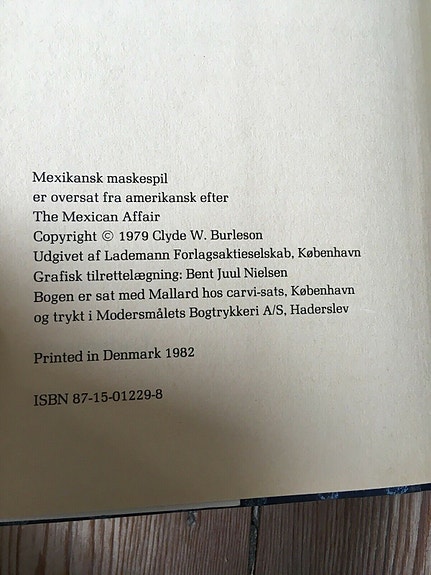 Mexikansk maskespil
er oversat fra amerikansk efter
The Mexican Affair
Copyright © 1979 Clyde W. Burleson
Udgivet af Lademann Forlagsaktieselskab, København
Grafisk tilrettelægning: Bent Juul Nielsen
Bogen er sat med Mallard hos carvi-sats, København
og trykt i Modersmålets Bogtrykkeri A/S, Haderslev
Printed in Denmark 1982
ISBN 87-15-01229-8